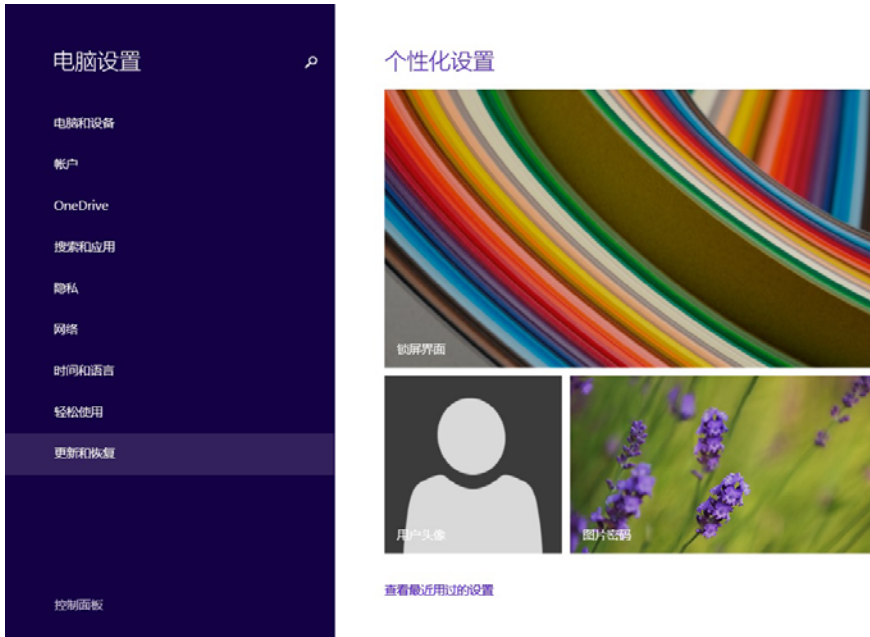 电脑设置
电脑和设备
帐户
OneDrive
搜索和应用
隐私
网络
时间和语言
轻松使用
更新和恢复
控制面板
个性化设置
锁屏界面
用户头像
图片密码
查看最近用过的设置